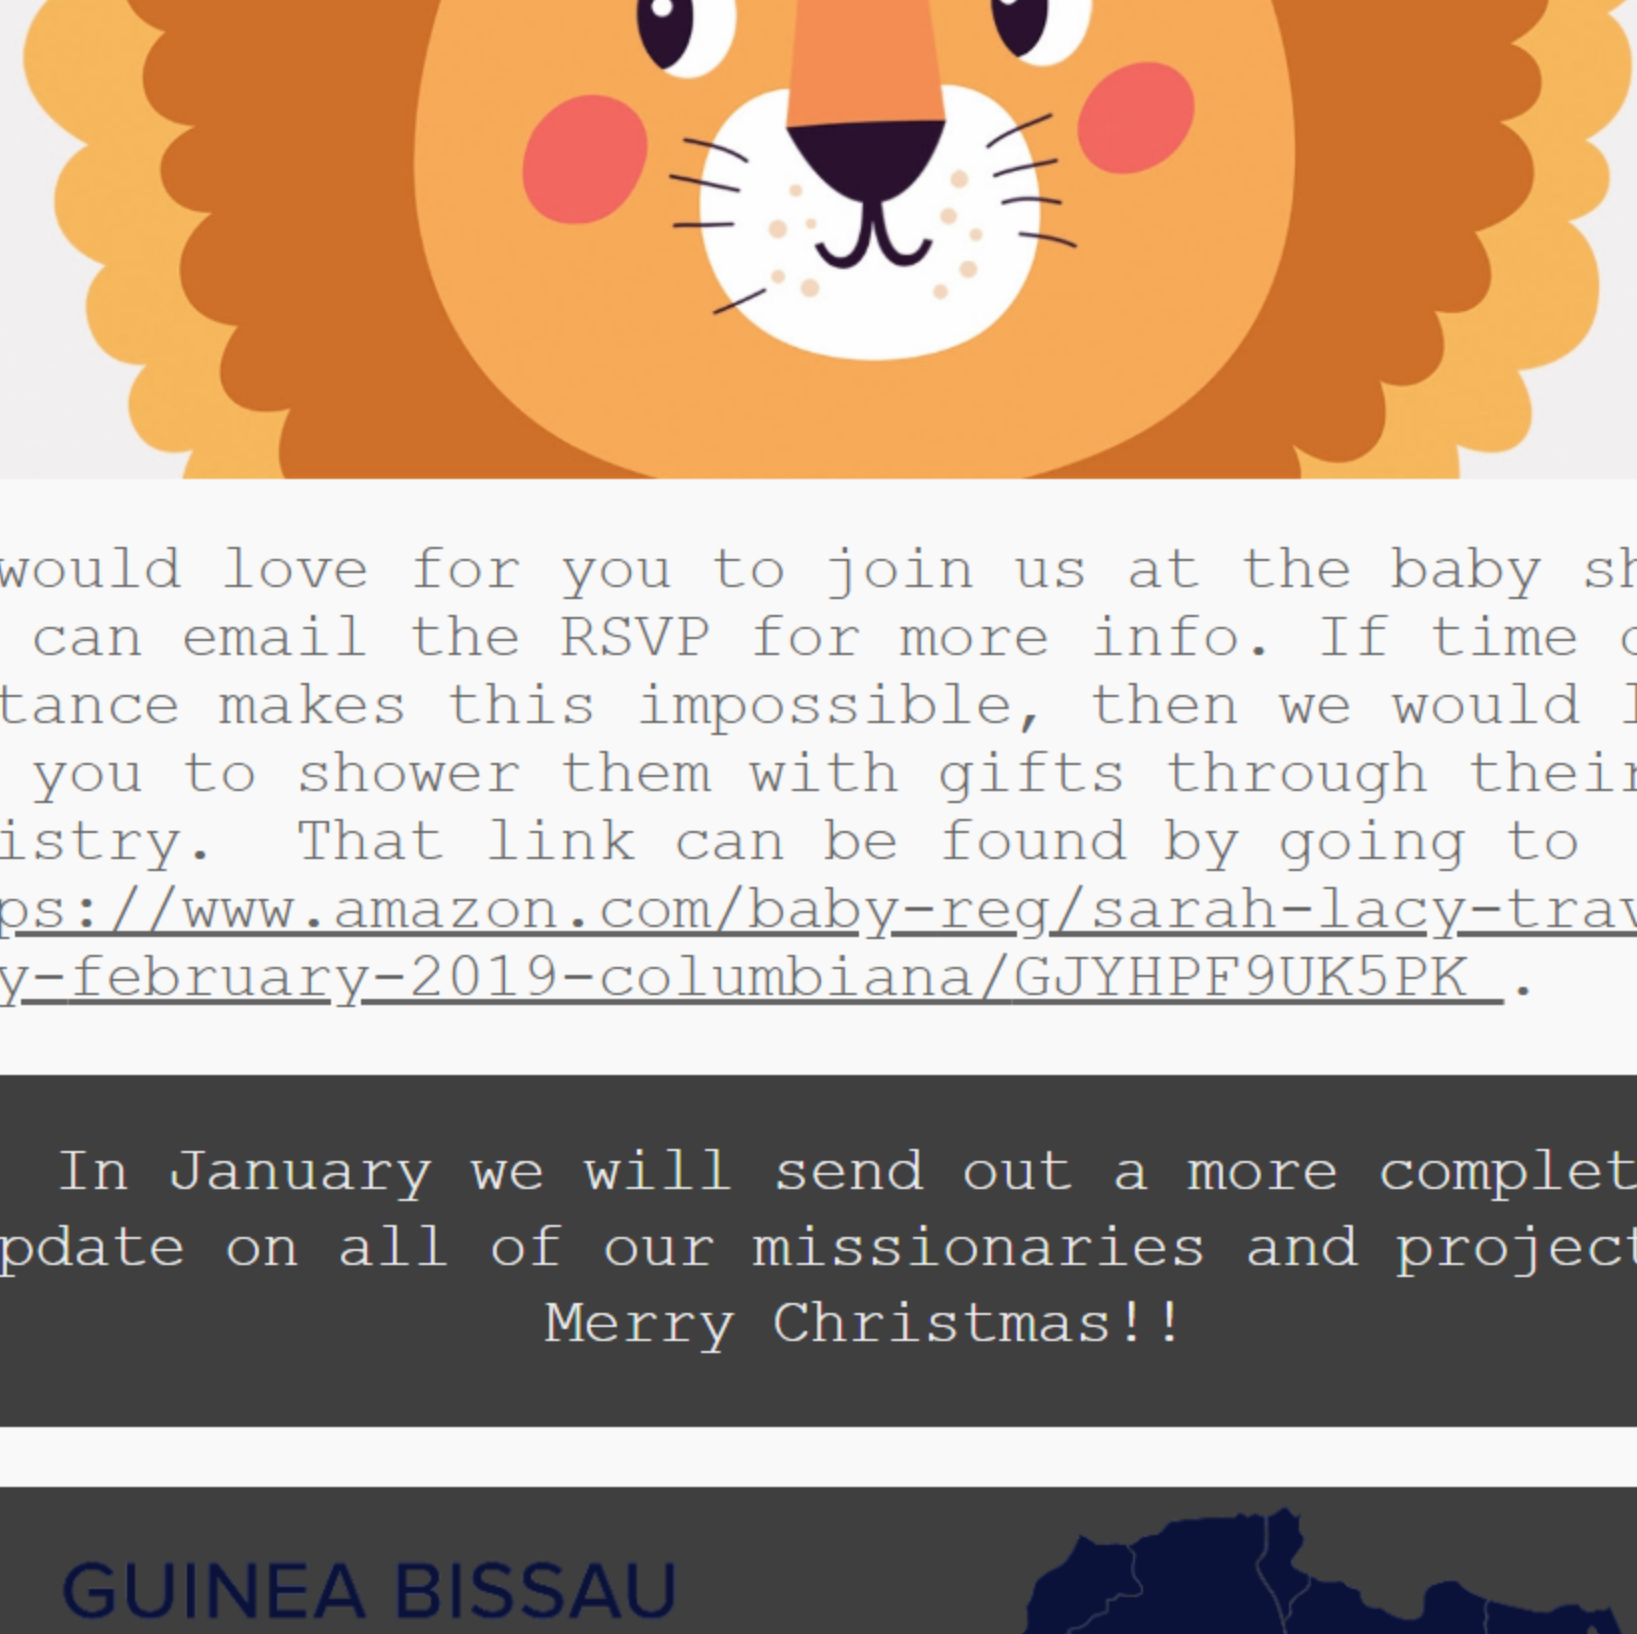 would love for you to join us at the baby sh
can email the RSVP for more info. If time o
tance makes this impossible, then we would l
you to shower them with gifts through their
istry.  That link can be found by going to
ps://www.amazon.com/baby-reg/sarah-lacy-trav
y-february-2019-columbiana/GJYHPF9UK5PK .
In January we will send out a more complet
pdate on all of our missionaries and project
Merry Christmas!!
GUINEA BISSAU